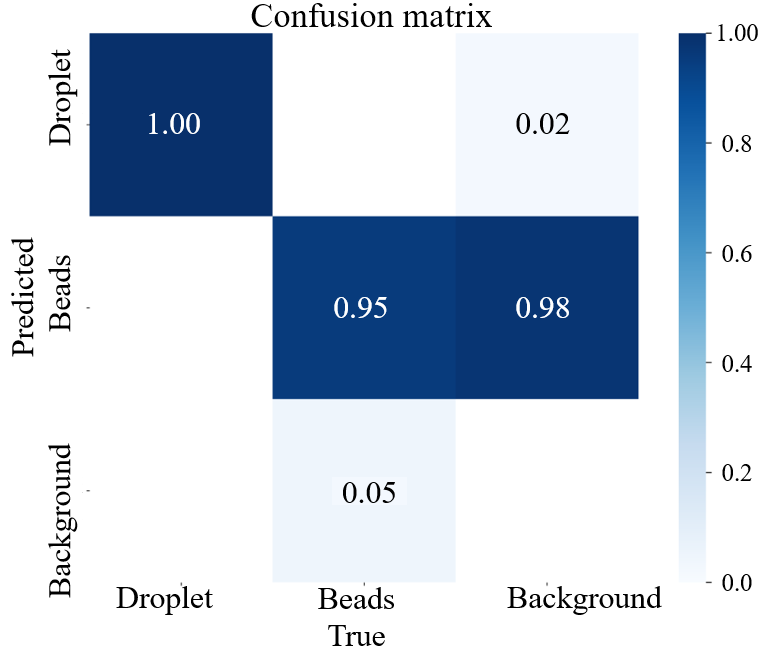 Confusion matrix
Droplet
1.00
0.02
Predicted
Beads
0.95
0.98
Background
0.05
Droplet
Beads
Background
True
1.00
0.8
0.6
0.4
0.2
0.0